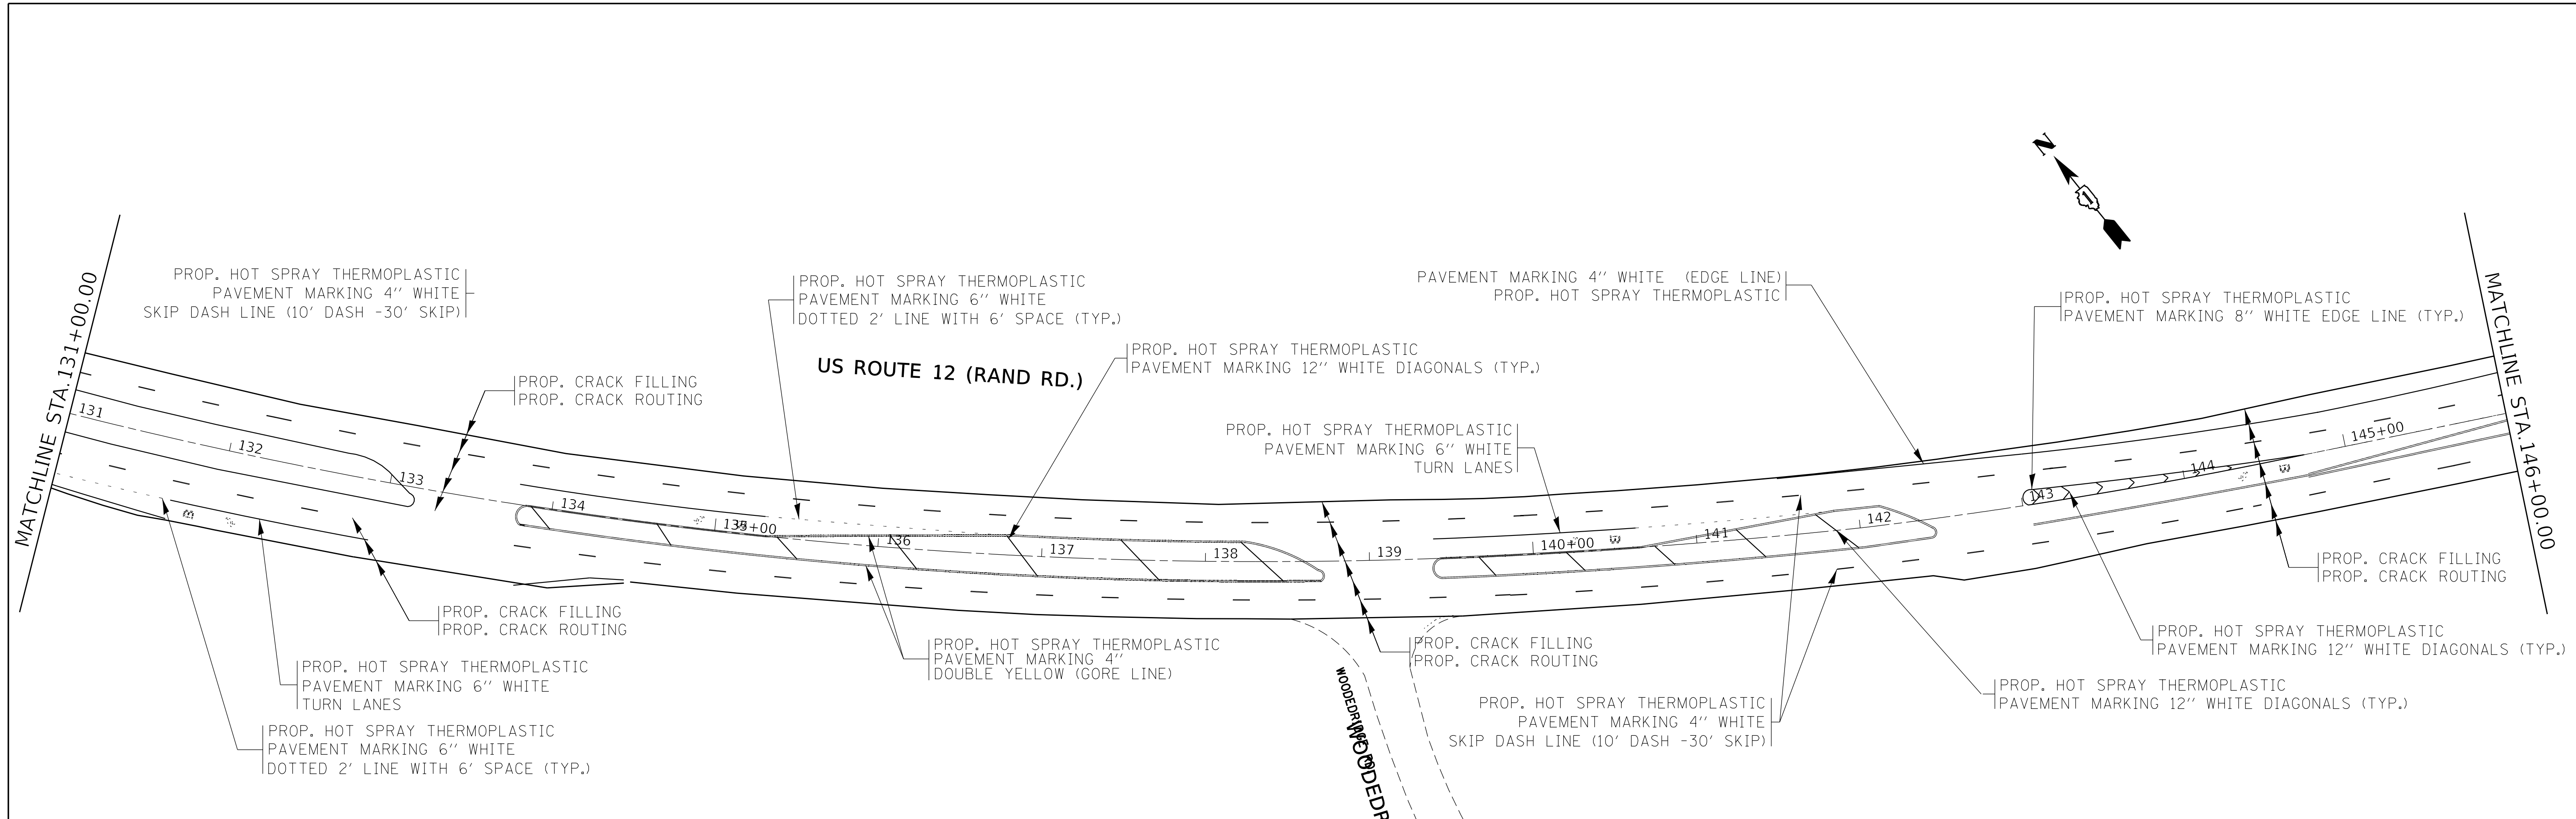 N
1
MATCHLINE STA.131+00.00
PROP. HOT SPRAY THERMOPLASTIC
PAVEMENT MARKING 4" WHITE
SKIP DASH LINE (10' DASH -30' SKIP)
PROP. HOT SPRAY THERMOPLASTIC
PAVEMENT MARKING 6" WHITE
DOTTED 2' LINE WITH 6' SPACE (TYP.)
PAVEMENT MARKING 4" WHITE (EDGE LINE)
PROP. HOT SPRAY THERMOPLASTIC
PROP. HOT SPRAY THERMOPLASTIC
PAVEMENT MARKING 8" WHITE EDGE LINE (TYP.)
MATCHLINE STA.146+00.00
PROP. CRACK FILLING
PROP. CRACK ROUTING
US ROUTE 12 (RAND RD.)
PROP. HOT SPRAY THERMOPLASTIC
PAVEMENT MARKING 12" WHITE DIAGONALS (TYP.)
PROP. HOT SPRAY THERMOPLASTIC
PAVEMENT MARKING 6" WHITE
TURN LANES
131
132
133
134
135
136
137
138
139
140+00
141
142
143
144
145+00
PROP. CRACK FILLING
PROP. CRACK ROUTING
PROP. CRACK FILLING
PROP. CRACK ROUTING
PROP. HOT SPRAY THERMOPLASTIC
PAVEMENT MARKING 6" WHITE
TURN LANES
PROP. HOT SPRAY THERMOPLASTIC
PAVEMENT MARKING 4"
DOUBLE YELLOW (GORE LINE)
PROP. CRACK FILLING
PROP. CRACK ROUTING
PROP. HOT SPRAY THERMOPLASTIC
PAVEMENT MARKING 12" WHITE DIAGONALS (TYP.)
PROP. HOT SPRAY THERMOPLASTIC
PAVEMENT MARKING 12" WHITE DIAGONALS (TYP.)
PROP. HOT SPRAY THERMOPLASTIC
PAVEMENT MARKING 4" WHITE
SKIP DASH LINE (10' DASH -30' SKIP)
PROP. HOT SPRAY THERMOPLASTIC
PAVEMENT MARKING 6" WHITE
DOTTED 2' LINE WITH 6' SPACE (TYP.)